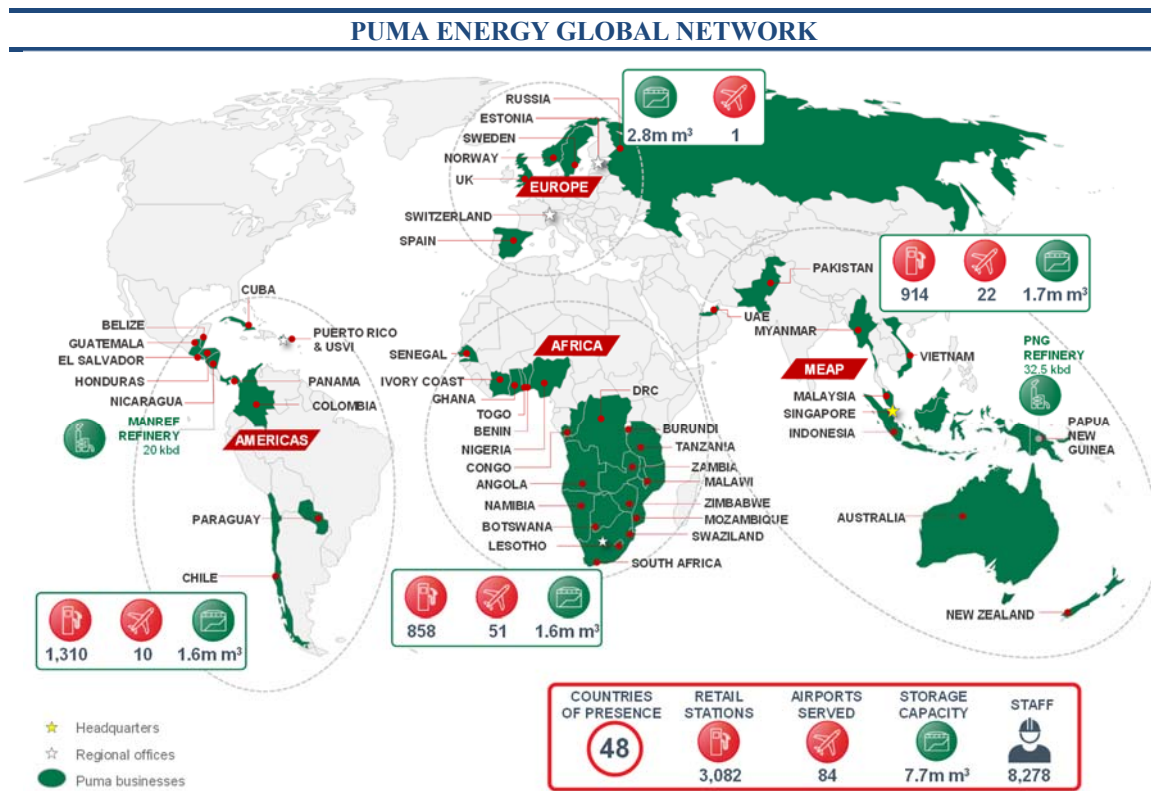 PUMA ENERGY GLOBAL NETWORK
RUSSIA
ESTONIA
SWEDEN
NORWAY
UK
EUROPE
SWITZERLAND
SPAIN
2.8m m³
1
CUBA
BELIZE
GUATEMALA
EL SALVADOR
HONDURAS
NICARAGUA
MANREF
REFINERY
20 kbd
PUERTO RICO
& USVI
PANAMA
COLOMBIA
AMERICAS
PARAGUAY
CHILE
1,310
10
1.6m m³
SENEGAL
IVORY COAST
GHANA
TOGO
BENIN
NIGERIA
CONGO
ANGOLA
NAMIBIA
BOTSWANA
LESOTHO
AFRICA
DRC
BURUNDI
TANZANIA
ZAMBIA
MALAWI
ZIMBABWE
MOZAMBIQUE
SWAZILAND
SOUTH AFRICA
858
51
1.6m m³
914
22
1.7m m³
PAKISTAN
UAE
MYANMAR
MEAP
VIETNAM
MALAYSIA
SINGAPORE
INDONESIA
PNG
REFINERY
32.5 kbd
PAPUA
NEW
GUINEA
AUSTRALIA
NEW ZEALAND
COUNTRIES
OF PRESENCE
48
RETAIL
STATIONS
3,082
AIRPORTS
SERVED
84
STORAGE
CAPACITY
7.7m m³
STAFF
8,278
Headquarters
Regional offices
Puma businesses